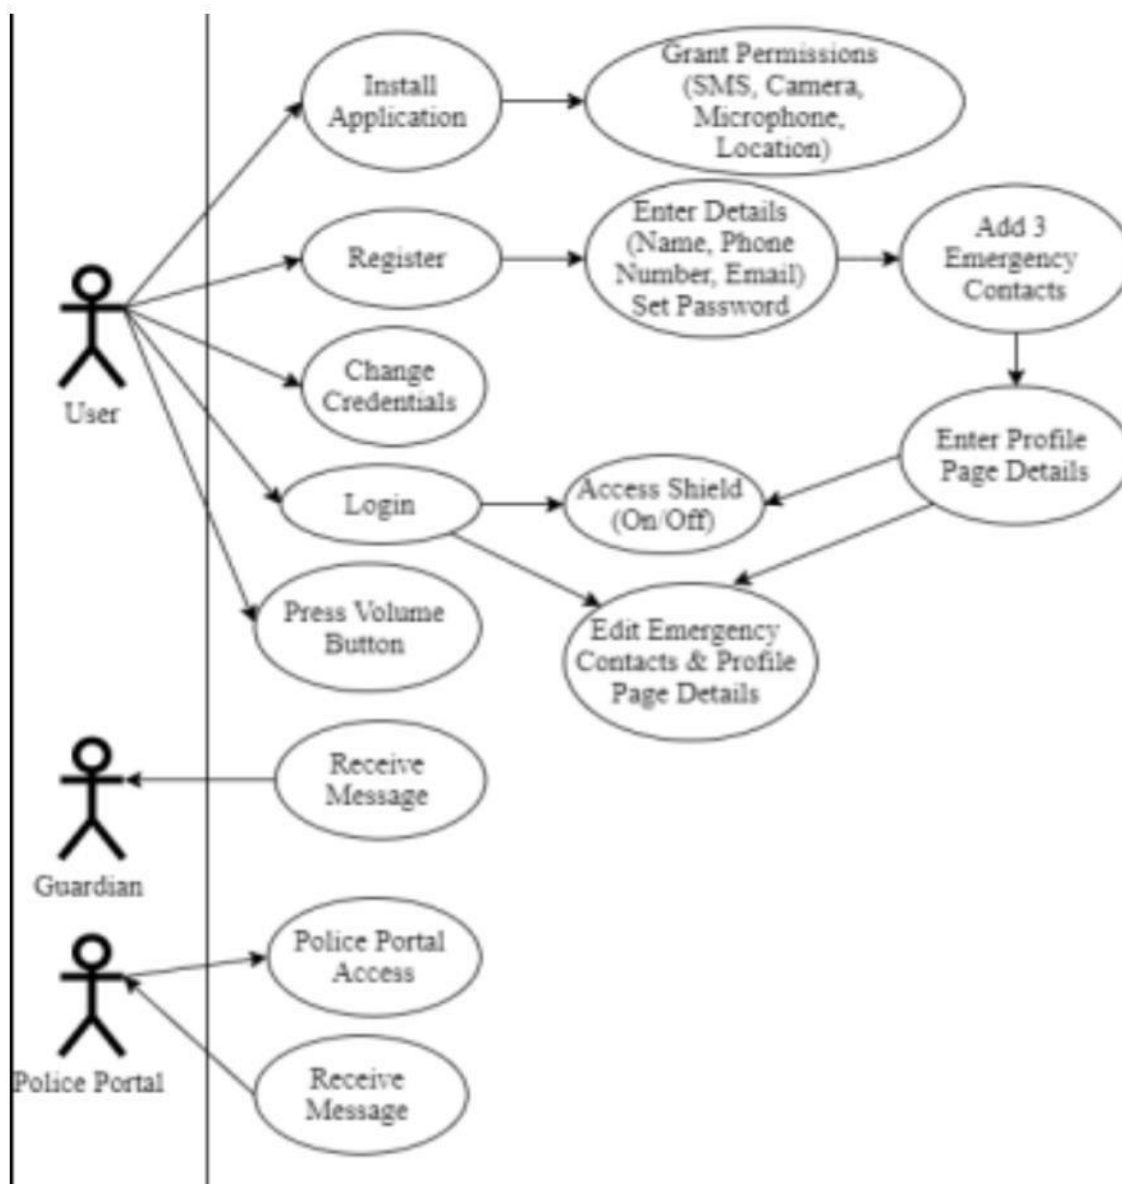 Install
Application
Grant Permissions
(SMS, Camera,
Microphone,
Location)
Register
Enter Details
(Name, Phone
Number, Email)
Set Password
Add 3
Emergency
Contacts
User
Change
Credentials
Enter Profile
Page Details
Login
Access Shield
(On/Off)
Press Volume
Button
Edit Emergency
Contacts & Profile
Page Details
Receive
Message
Guardian
Police Portal
Access
Police Portal
Receive
Message